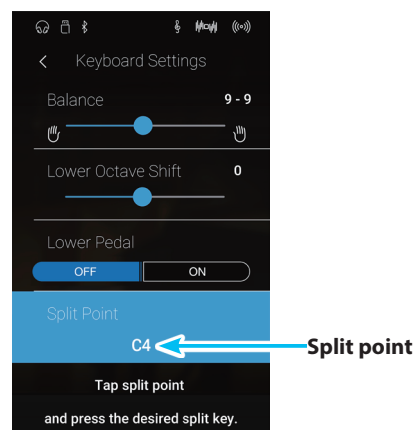 Keyboard Settings
Balance 9 - 9
Lower Octave Shift 0
Lower Pedal
OFF ON
Split Point
C4
Split point
Tap split point
and press the desired split key.